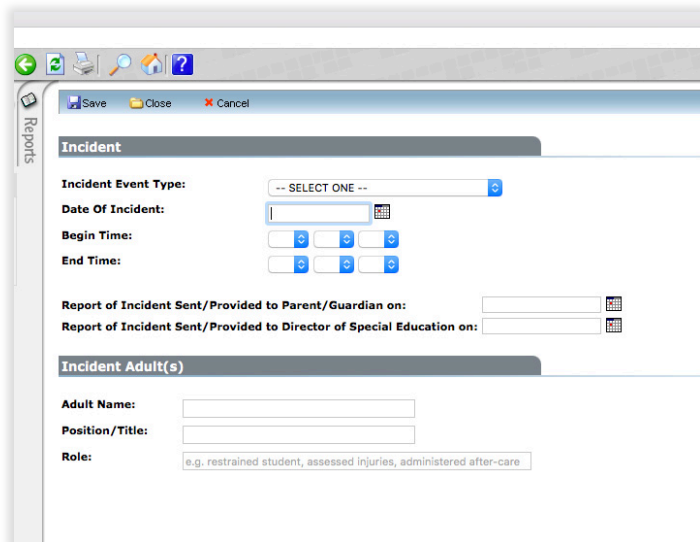 ?
Reports
Save Close Cancel
Incident
Incident Event Type: -- SELECT ONE --
Date Of Incident:
Begin Time:
End Time:
Report of Incident Sent/Provided to Parent/Guardian on:
Report of Incident Sent/Provided to Director of Special Education on:
Incident Adult(s)
Adult Name:
Position/Title:
Role: e.g. restrained student, assessed injuries, administered after-care